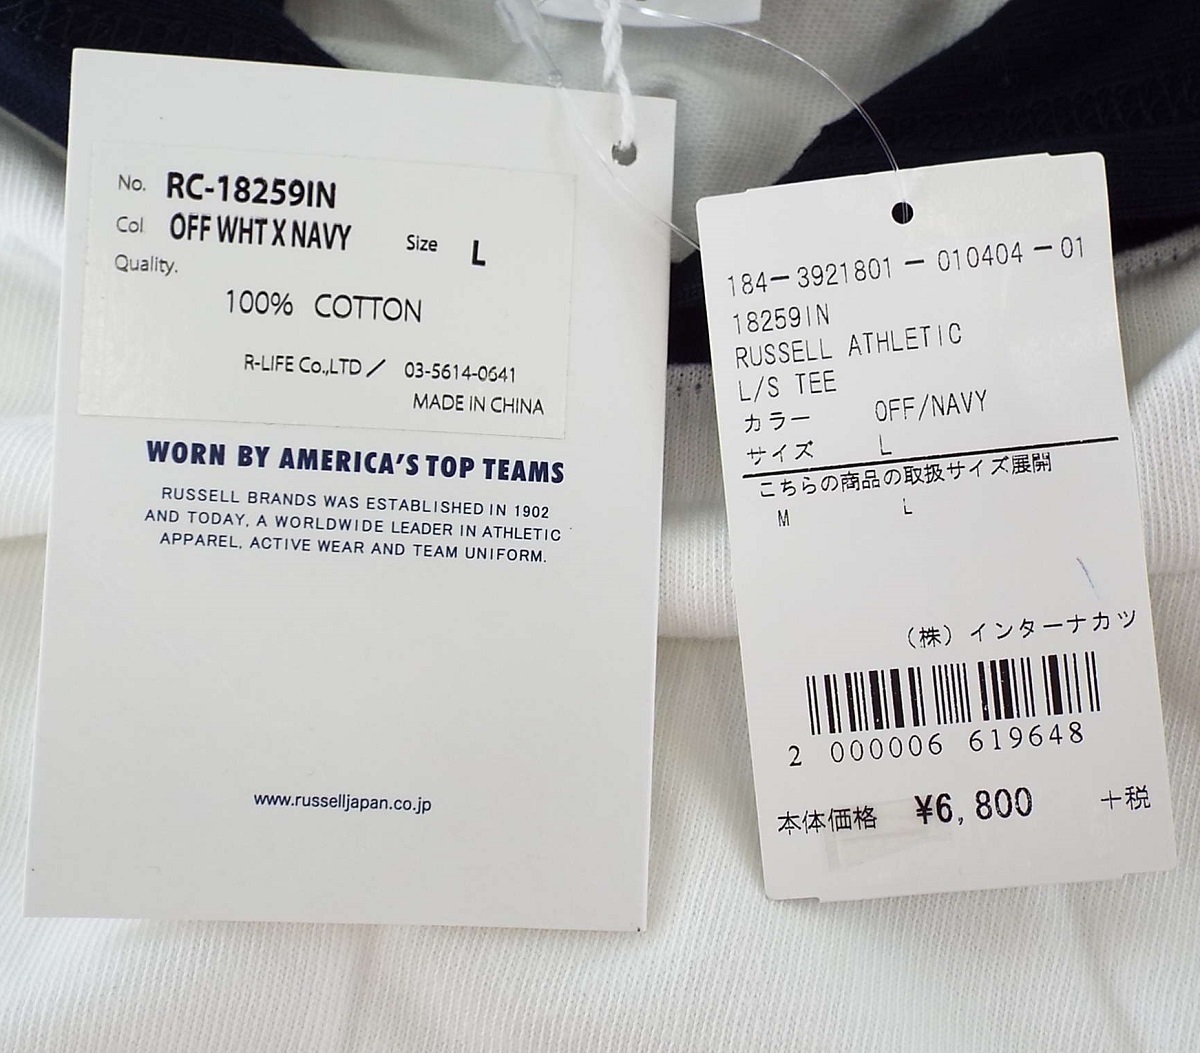 No. RC-18259IN
Col OFF WHT X NAVY Size L
Quality.
100% COTTON
R-LIFE Co.,LTD／ 03-5614-0641
MADE IN CHINA
WORN BY AMERICA'S TOP TEAMS
RUSSELL BRANDS WAS ESTABLISHED IN 1902
AND TODAY, A WORLDWIDE LEADER IN ATHLETIC
APPAREL, ACTIVE WEAR AND TEAM UNIFORM.
www.russelljapan.co.jp
184-3921801-010404-01
18259IN
RUSSELL ATHLETIC
L/S TEE
カラー OFF/NAVY
サイズ L
こちらの商品の取扱サイズ展開
M L
（株）インターナカツ
2 000006 619648
本体価格 ¥6,800 +税